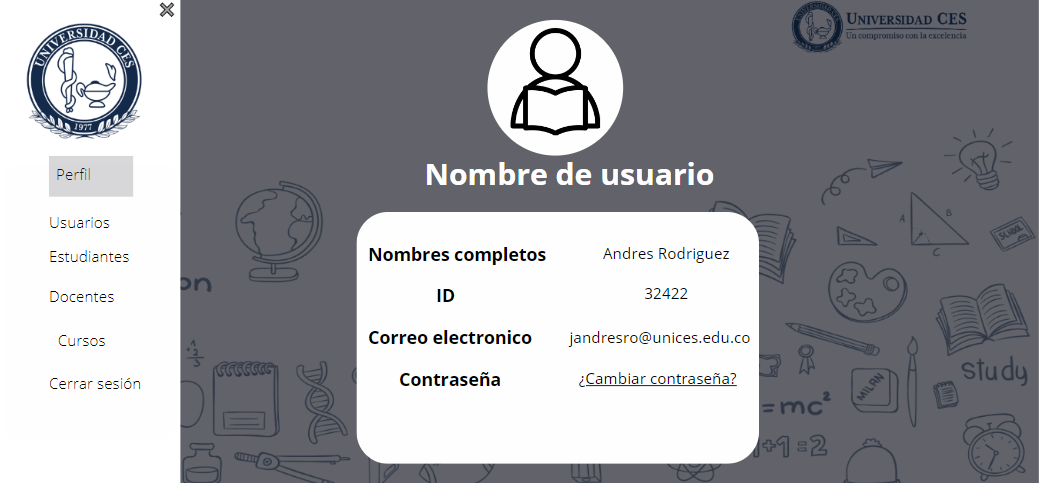 UNIVERSIDAD CES
1977
Perfil
Usuarios
Estudiantes
Docentes
Cursos
Cerrar sesión
UNIVERSIDAD CES
Un compromiso con la excelencia
Nombre de usuario
Nombres completos Andres Rodriguez
ID 32422
Correo electronico jandresro@unices.edu.co
Contraseña ¿Cambiar contraseña?
on
A
B
C
SCHOOL
study
MILAN
=mc²
1+1=2